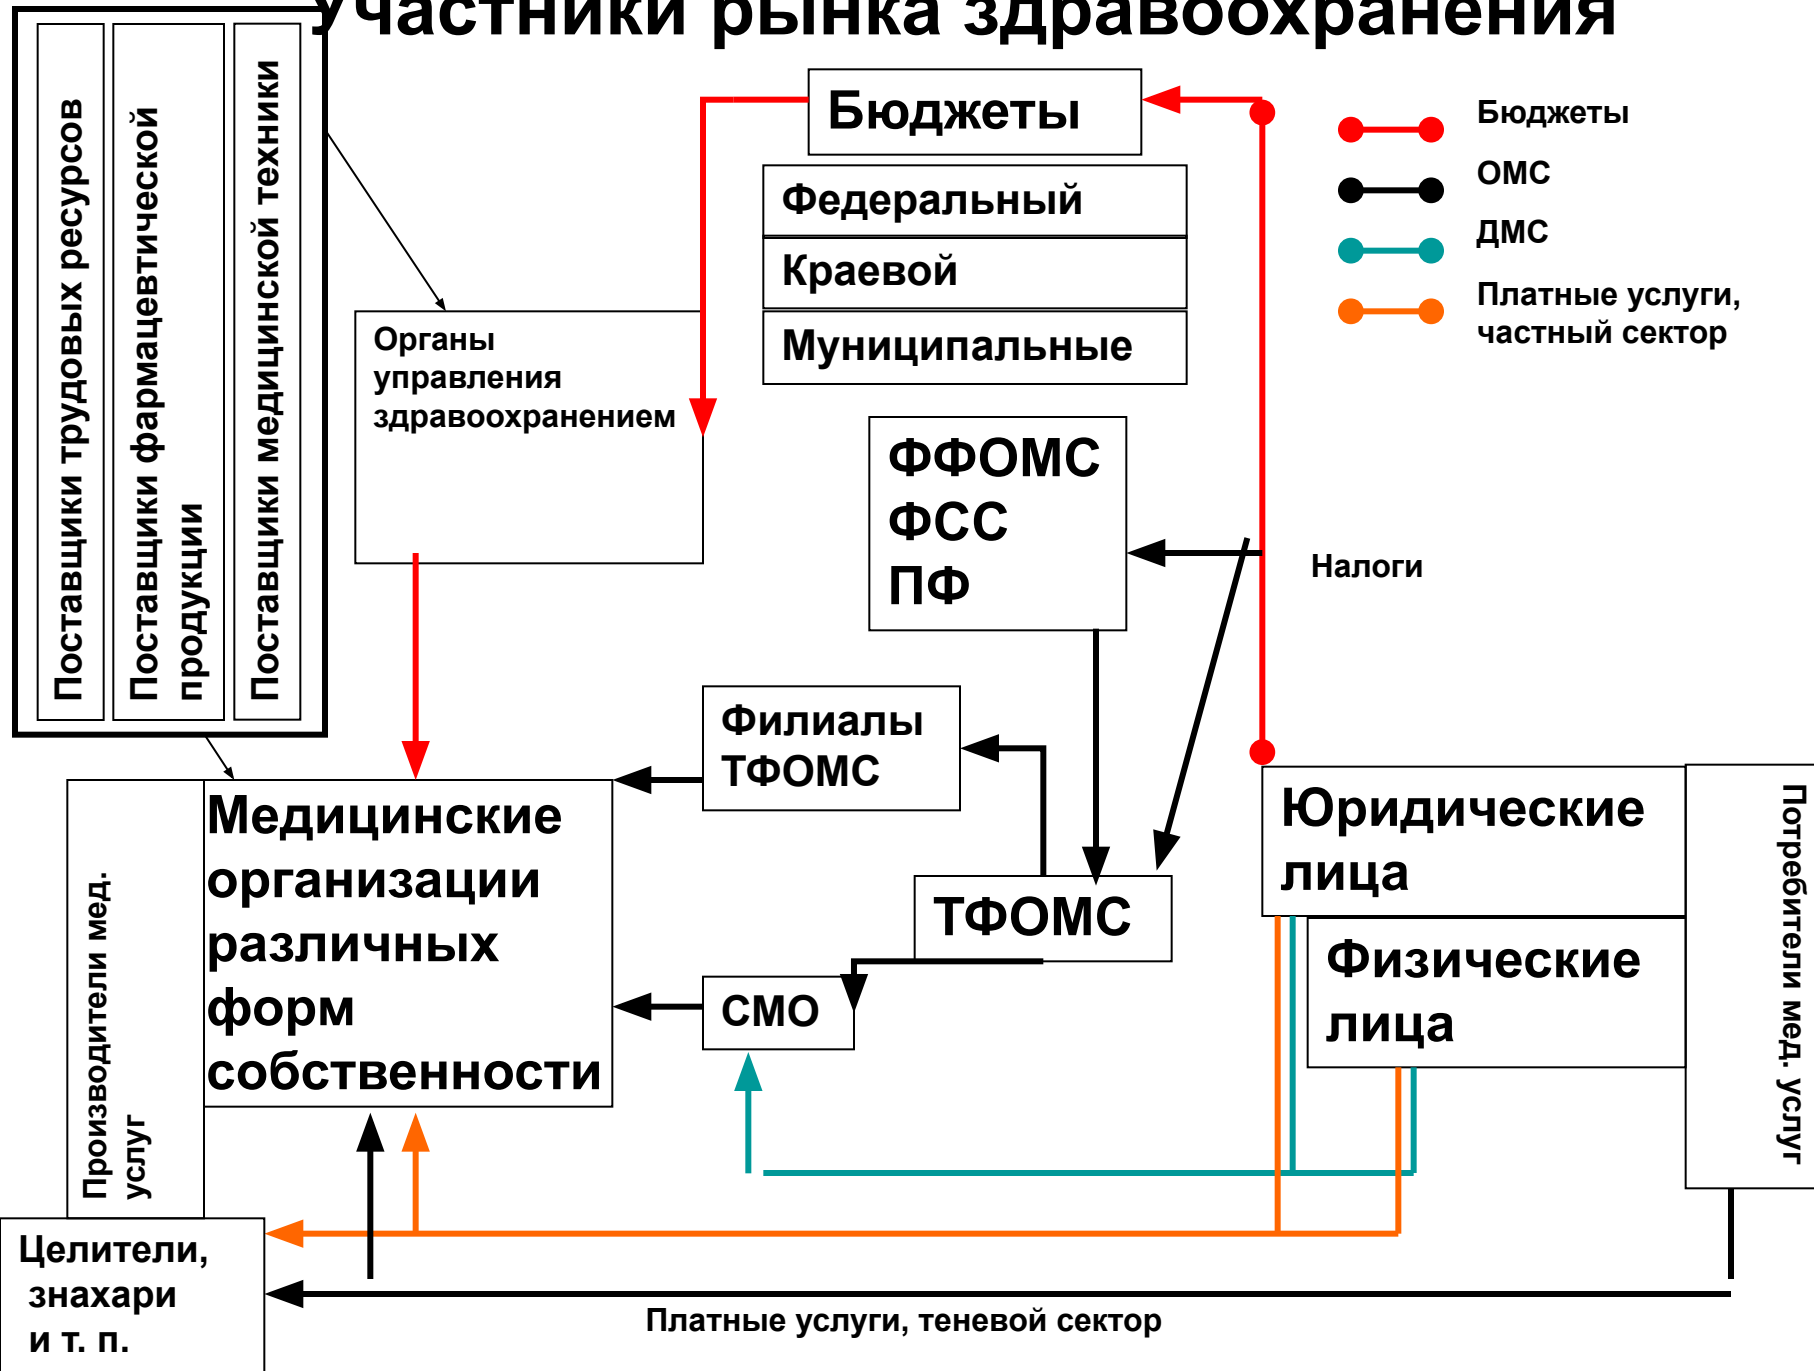 Участники рынка здравоохранения
Поставщики трудовых ресурсов
Поставщики фармацевтической
продукции
Поставщики медицинской техники
Бюджеты
Федеральный
Краевой
Муниципальные
Бюджеты
ОМС
ДМС
Платные услуги,
частный сектор
Органы
управления
здравоохранением
ФФОМС
ФСС
ПФ
Налоги
Филиалы
ТФОМС
ТФОМС
СМО
Производители мед.
услуг
Медицинские
организации
различных
форм
собственности
Юридические
лица
Физические
лица
Потребители мед. услуг
Целители,
знахари
и т. п.
Платные услуги, теневой сектор